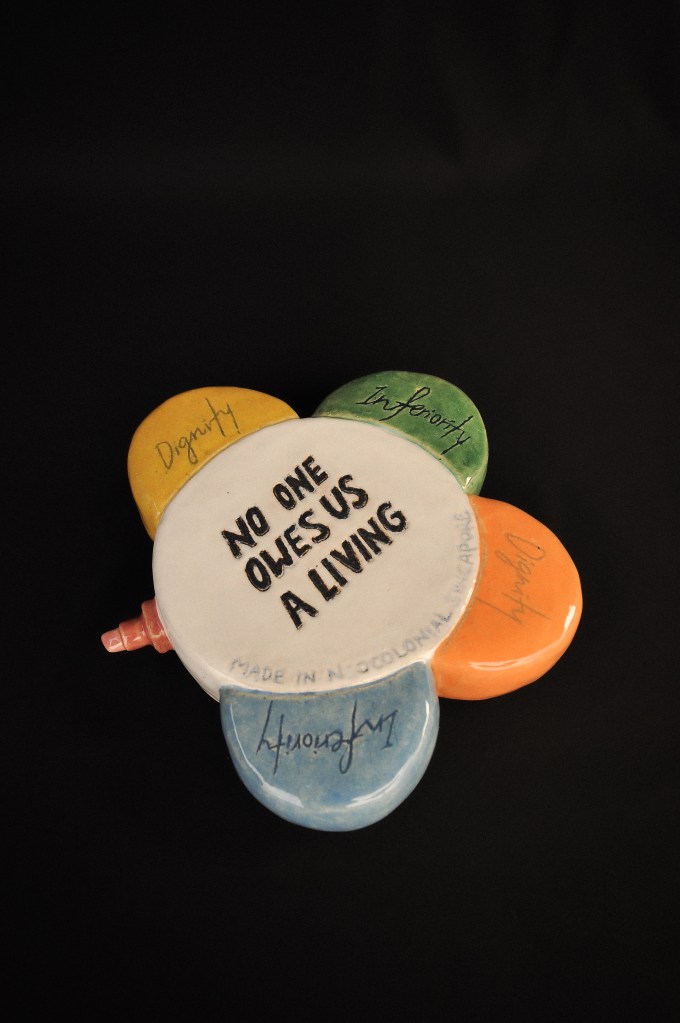 Dignity
Inferiority
NO ONE
OWES US
A LIVING
Dignity
MADE IN NEOCOLONIAL SINGAPORE
Inferiority